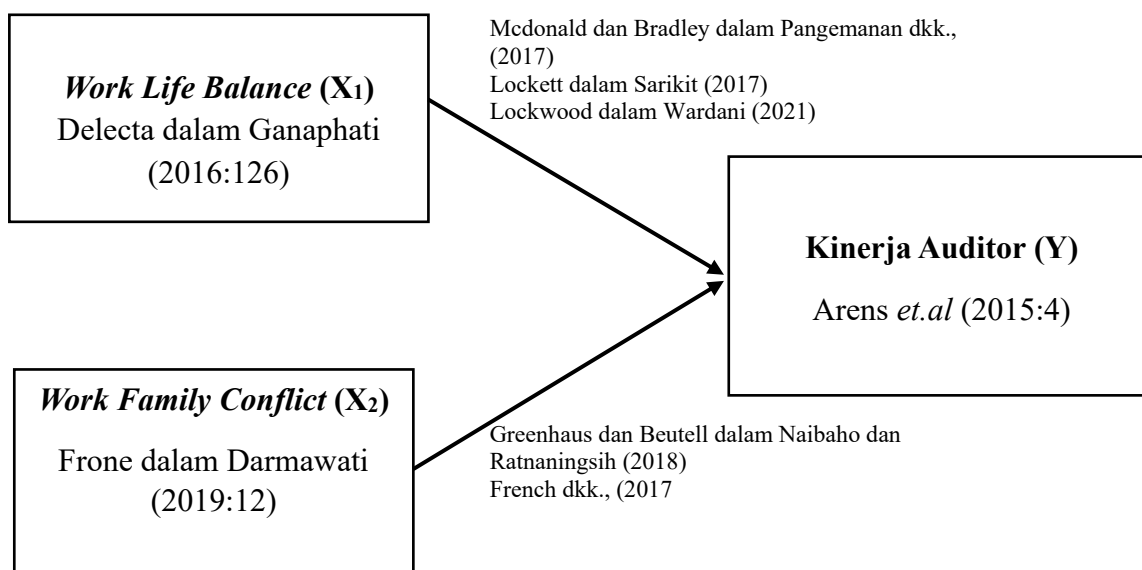 Work Life Balance (X₁)
Delecta dalam Ganaphati
(2016:126)
Mcdonald dan Bradley dalam Pangemanan dkk.,
(2017)
Lockett dalam Sarikit (2017)
Lockwood dalam Wardani (2021)
Kinerja Auditor (Y)
Arens et.al (2015:4)
Work Family Conflict (X₂)
Frone dalam Darmawati
(2019:12)
Greenhaus dan Beutell dalam Naibaho dan
Ratnaningsih (2018)
French dkk., (2017